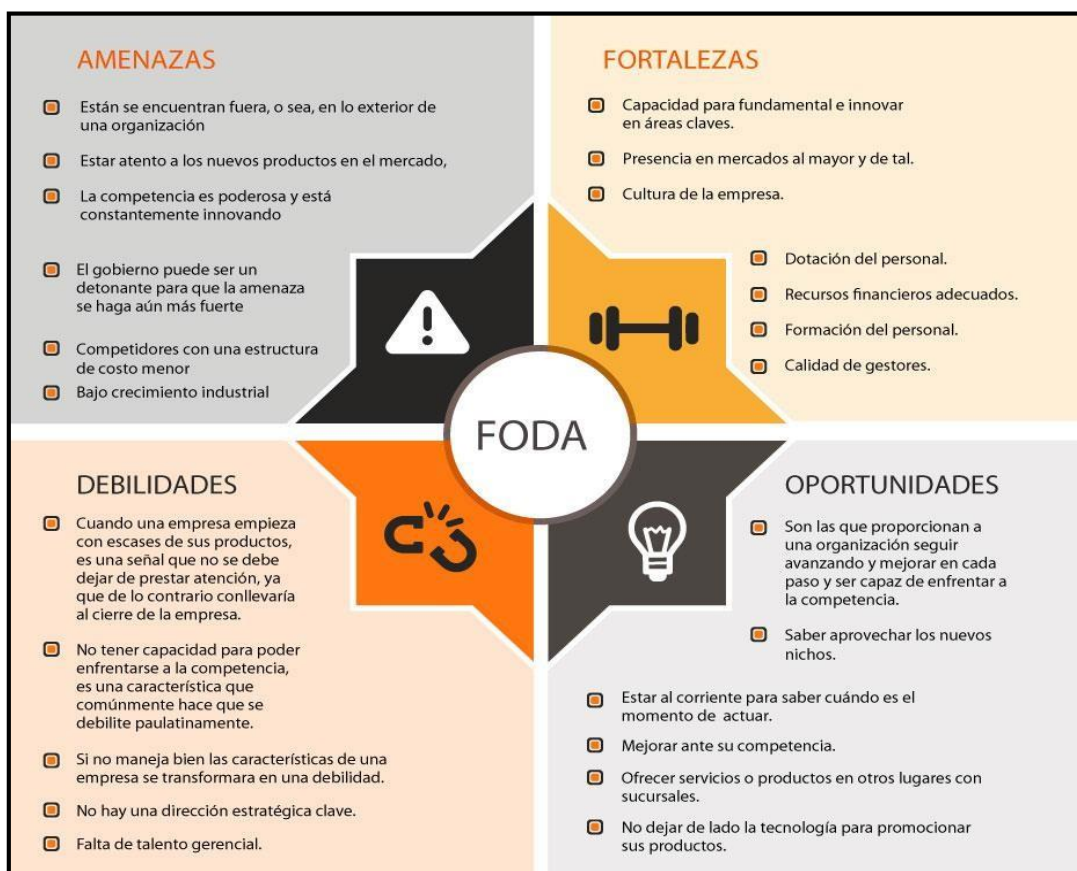 AMENAZAS
Están se encuentran fuera, o sea, en lo exterior de
una organización
Estar atento a los nuevos productos en el mercado,
La competencia es poderosa y está
constantemente innovando
El gobierno puede ser un
detonante para que la amenaza
se haga aún más fuerte
Competidores con una estructura
de costo menor
Bajo crecimiento industrial
FORTALEZAS
Capacidad para fundamental e innovar
en áreas claves.
Presencia en mercados al mayor y de tal.
Cultura de la empresa.
Dotación del personal.
Recursos financieros adecuados.
Formación del personal.
Calidad de gestores.
FODA
DEBILIDADES
Cuando una empresa empieza
con escases de sus productos,
es una señal que no se debe
dejar de prestar atención, ya
que de lo contrario conllevaría
al cierre de la empresa.
No tener capacidad para poder
enfrentarse a la competencia,
es una característica que
comúnmente hace que se
debilite paulatinamente.
Si no maneja bien las características de una
empresa se transformara en una debilidad.
No hay una dirección estratégica clave.
Falta de talento gerencial.
OPORTUNIDADES
Son las que proporcionan a
una organización seguir
avanzando y mejorar en cada
paso y ser capaz de enfrentar a
la competencia.
Saber aprovechar los nuevos
nichos.
Estar al corriente para saber cuándo es el
momento de actuar.
Mejorar ante su competencia.
Ofrecer servicios o productos en otros lugares con
sucursales.
No dejar de lado la tecnología para promocionar
sus productos.